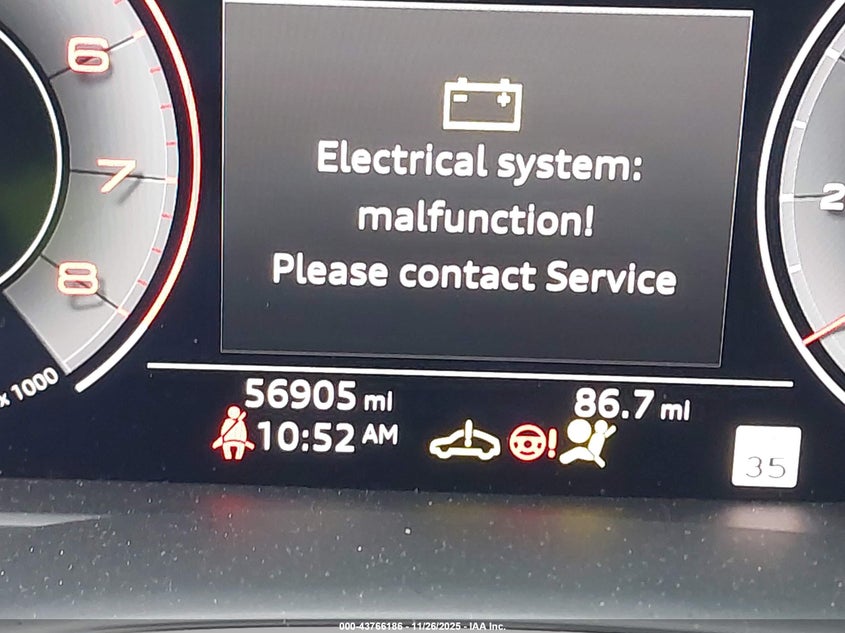 6
7
8
x 1000
2
Electrical system:
malfunction!
Please contact Service
56905 mi
86.7 mi
10:52 AM
35
000-43766186 - 11/26/2025 - IAA Inc.